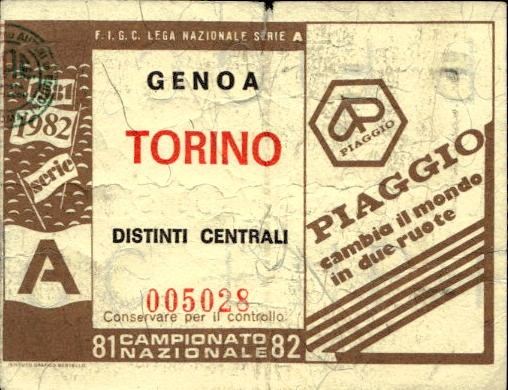 F.I.G.C. LEGA NAZIONALE SERIE A
GENOA
TORINO
DISTINTI CENTRALI
005028
Conservare per il controllo
81 CAMPIONATO NAZIONALE 82
1982
serie
A
PIAGGIO
PIAGGIO
cambia il mondo
in due ruote